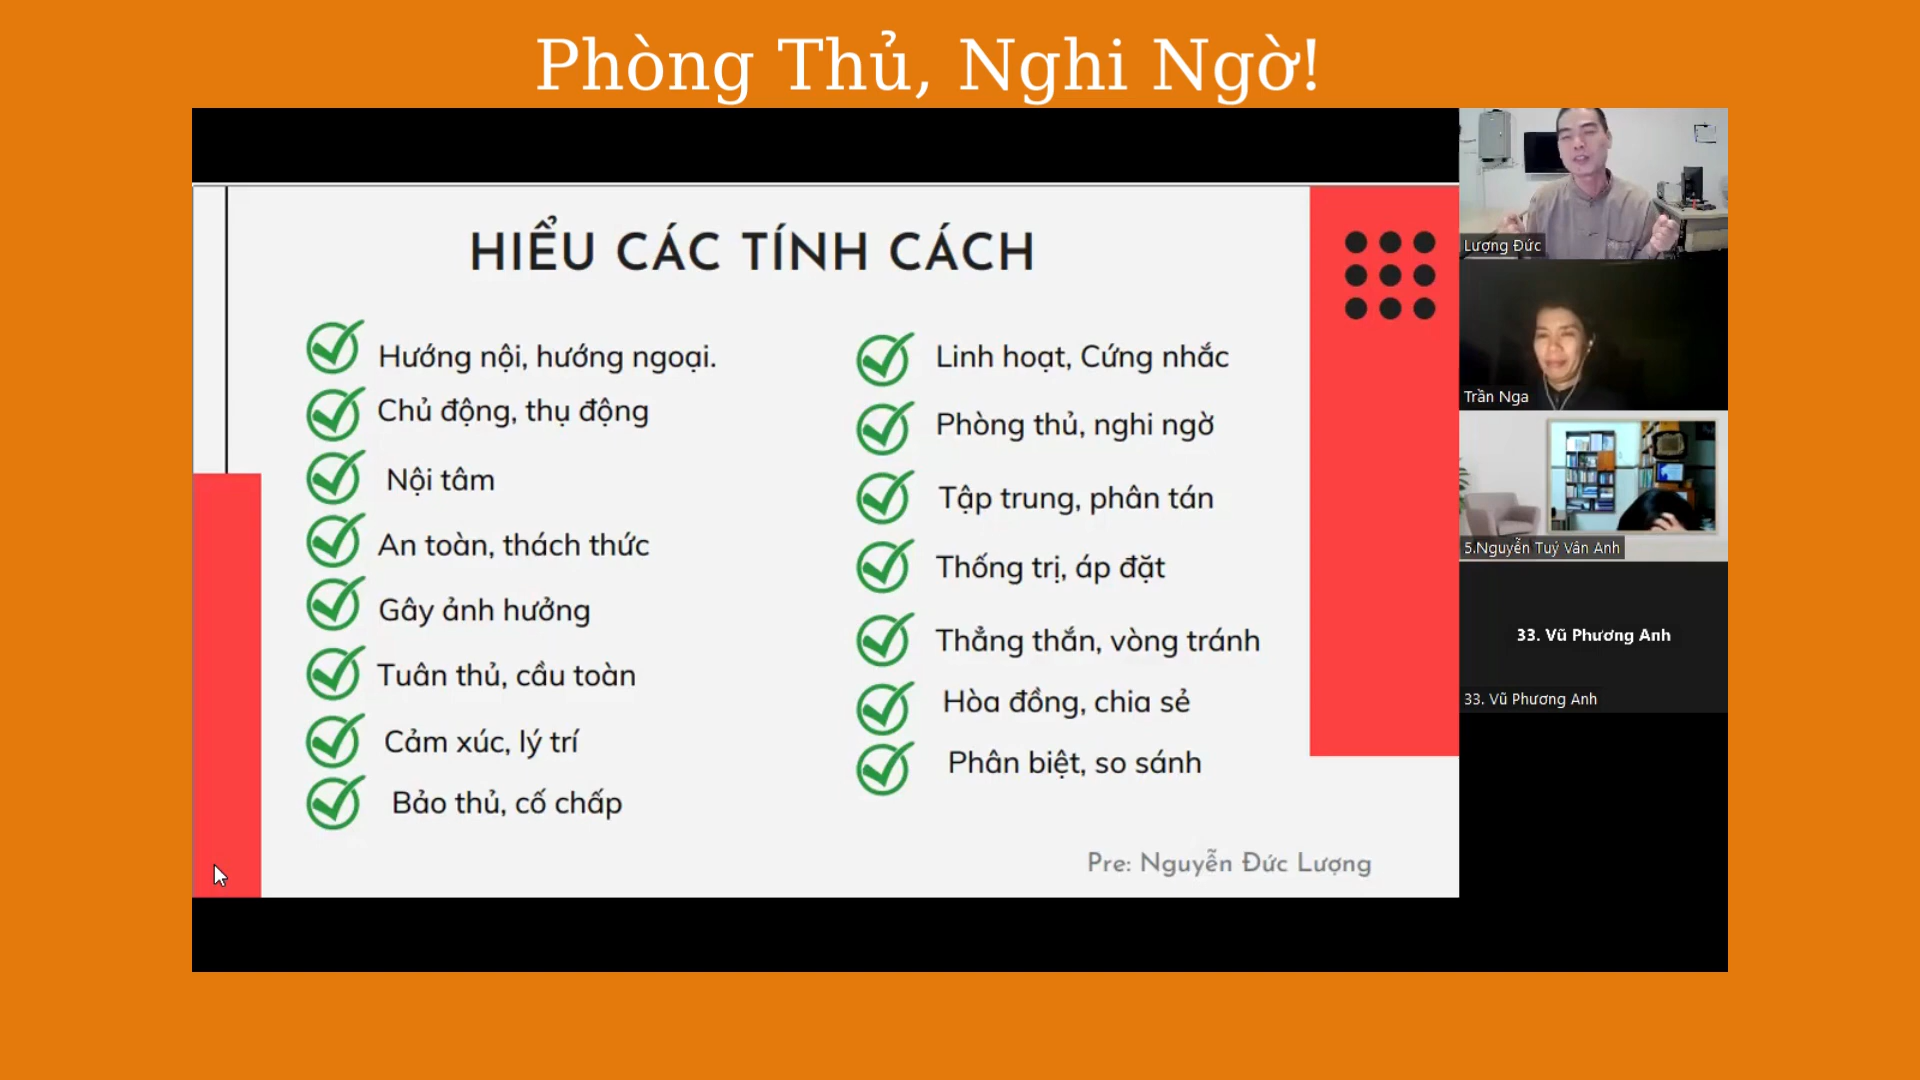 Phòng Thủ, Nghi Ngờ!
HIỂU CÁC TÍNH CÁCH
Hướng nội, hướng ngoại.
Chủ động, thụ động
Nội tâm
An toàn, thách thức
Gây ảnh hưởng
Tuân thủ, cầu toàn
Cảm xúc, lý trí
Bảo thủ, cố chấp
Linh hoạt, Cứng nhắc
Phòng thủ, nghi ngờ
Tập trung, phân tán
Thống trị, áp đặt
Thẳng thắn, vòng tránh
Hòa đồng, chia sẻ
Phân biệt, so sánh
Pre: Nguyễn Đức Lượng
Lượng Đức
Trần Nga
5.Nguyễn Tuý Vân Anh
33. Vũ Phương Anh
33. Vũ Phương Anh